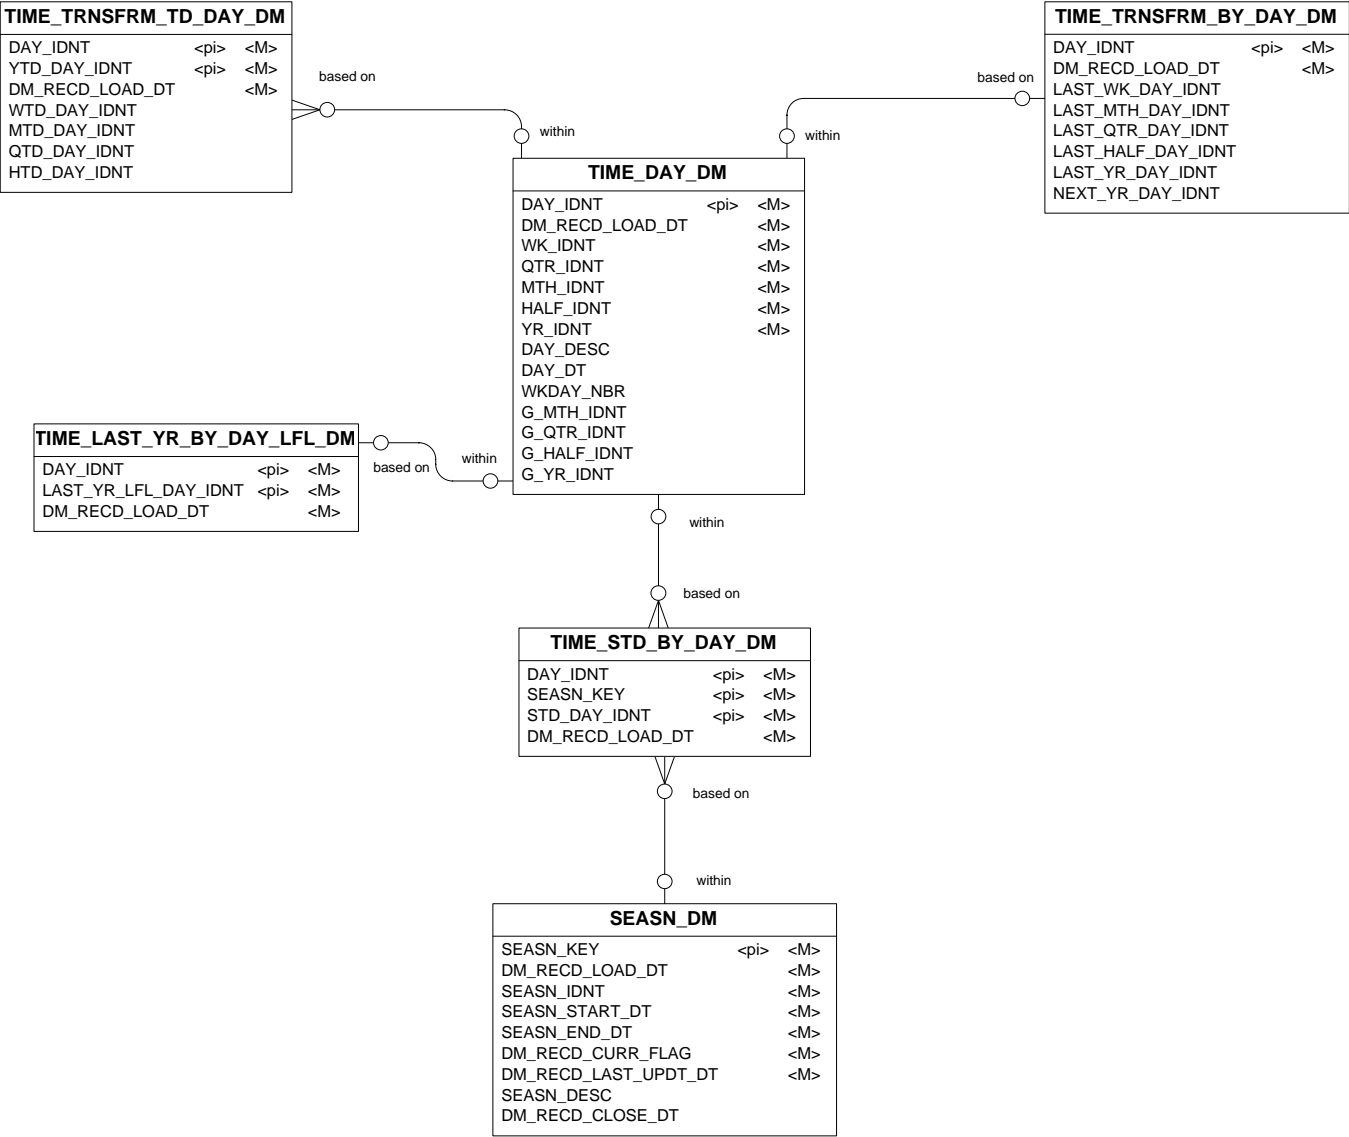 TIME_TRNSFRM_TD_DAY_DM
DAY_IDNT <pi> <M>
YTD_DAY_IDNT <pi> <M>
DM_RECD_LOAD_DT <M>
WTD_DAY_IDNT
MTD_DAY_IDNT
QTD_DAY_IDNT
HTD_DAY_IDNT
based on
within
TIME_TRNSFRM_BY_DAY_DM
DAY_IDNT <pi> <M>
DM_RECD_LOAD_DT <M>
LAST_WK_DAY_IDNT
LAST_MTH_DAY_IDNT
LAST_QTR_DAY_IDNT
LAST_HALF_DAY_IDNT
LAST_YR_DAY_IDNT
NEXT_YR_DAY_IDNT
based on
within
TIME_DAY_DM
DAY_IDNT <pi> <M>
DM_RECD_LOAD_DT <M>
WK_IDNT <M>
QTR_IDNT <M>
MTH_IDNT <M>
HALF_IDNT <M>
YR_IDNT <M>
DAY_DESC
DAY_DT
WKDAY_NBR
G_MTH_IDNT
G_QTR_IDNT
G_HALF_IDNT
G_YR_IDNT
TIME_LAST_YR_BY_DAY_LFL_DM
DAY_IDNT <pi> <M>
LAST_YR_LFL_DAY_IDNT <pi> <M>
DM_RECD_LOAD_DT <M>
based on
within
within
based on
TIME_STD_BY_DAY_DM
DAY_IDNT <pi> <M>
SEASN_KEY <pi> <M>
STD_DAY_IDNT <pi> <M>
DM_RECD_LOAD_DT <M>
based on
within
SEASN_DM
SEASN_KEY <pi> <M>
DM_RECD_LOAD_DT <M>
SEASN_IDNT <M>
SEASN_START_DT <M>
SEASN_END_DT <M>
DM_RECD_CURR_FLAG <M>
DM_RECD_LAST_UPDT_DT <M>
SEASN_DESC
DM_RECD_CLOSE_DT